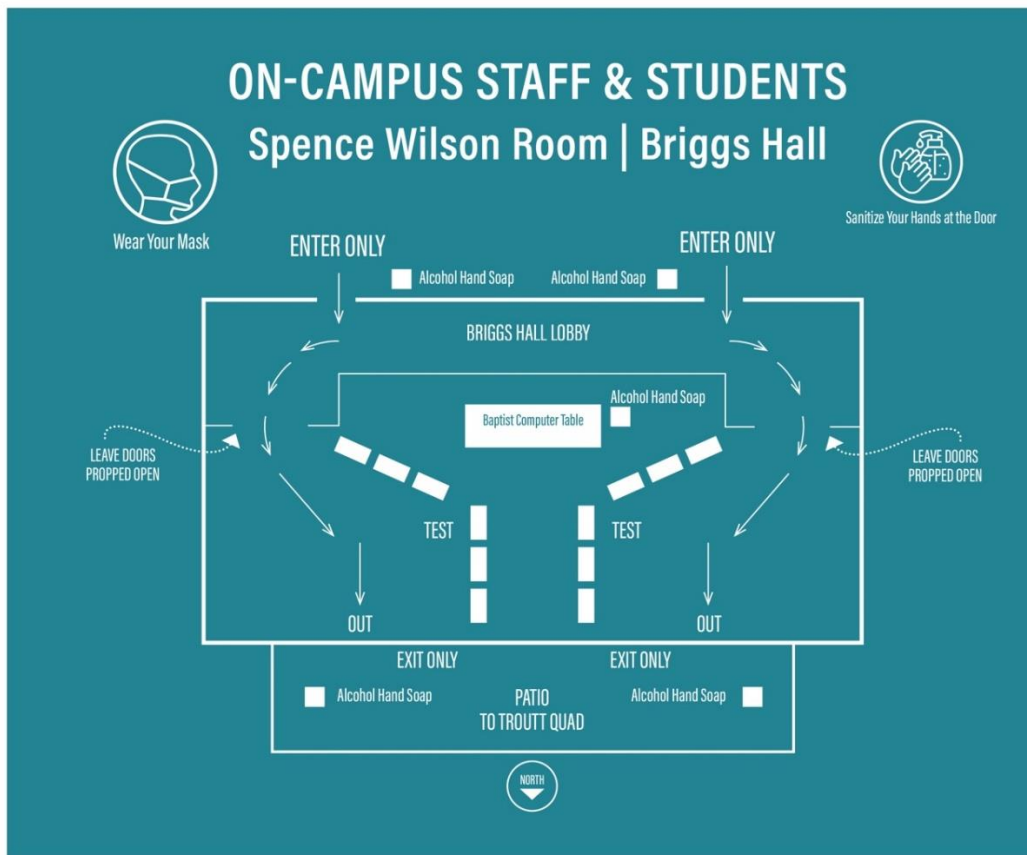 ON-CAMPUS STAFF & STUDENTS
Spence Wilson Room | Briggs Hall
Wear Your Mask
Sanitize Your Hands at the Door
ENTER ONLY
ENTER ONLY
Alcohol Hand Soap
Alcohol Hand Soap
BRIGGS HALL LOBBY
Alcohol Hand Soap
Baptist Computer Table
LEAVE DOORS
PROPPED OPEN
LEAVE DOORS
PROPPED OPEN
TEST
TEST
OUT
OUT
EXIT ONLY
EXIT ONLY
Alcohol Hand Soap
Alcohol Hand Soap
PATIO
TO TROUTT QUAD
NORTH